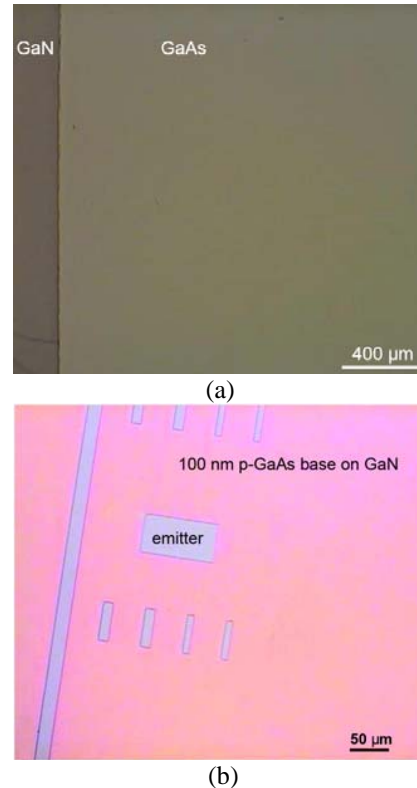 GaN GaAs
400 µm
(a)
100 nm p-GaAs base on GaN
emitter
50 µm
(b)